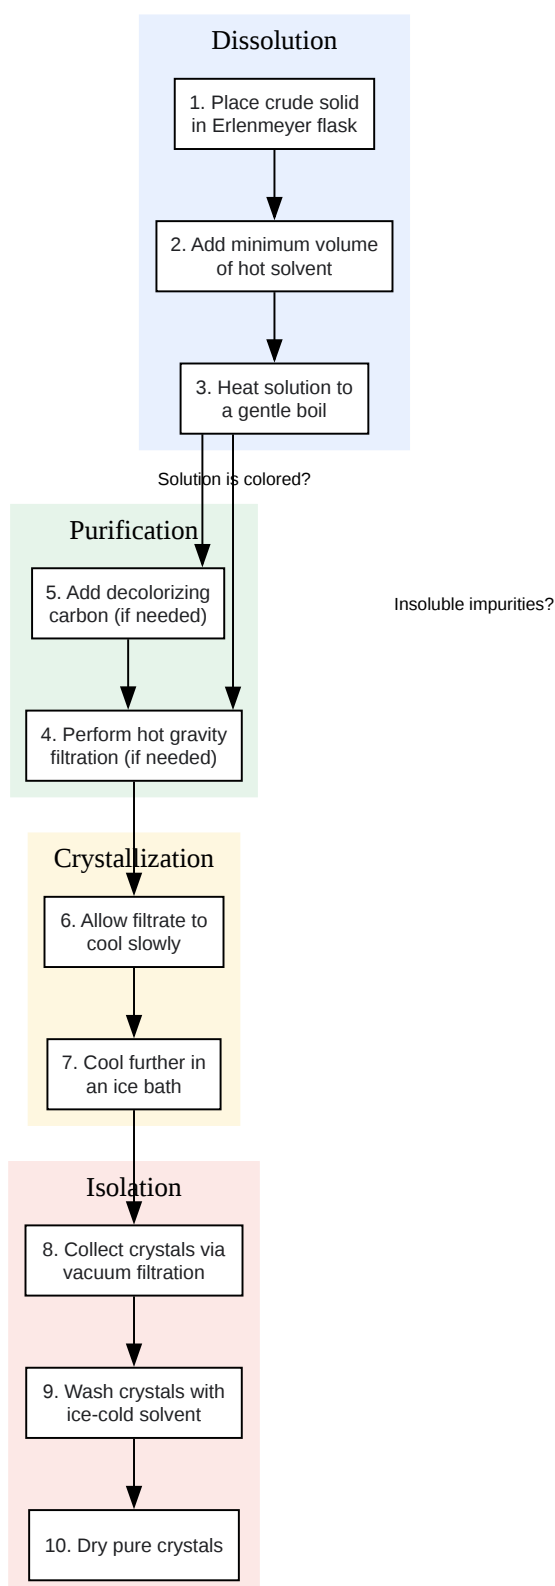 Dissolution
1. Place crude solid
in Erlenmeyer flask
2. Add minimum volume
of hot solvent
3. Heat solution to
a gentle boil
Solution is colored?
Purification
5. Add decolorizing
carbon (if needed)
Insoluble impurities?
4. Perform hot gravity
filtration (if needed)
Crystallization
6. Allow filtrate to
cool slowly
7. Cool further in
an ice bath
Isolation
8. Collect crystals via
vacuum filtration
9. Wash crystals with
ice-cold solvent
10. Dry pure crystals